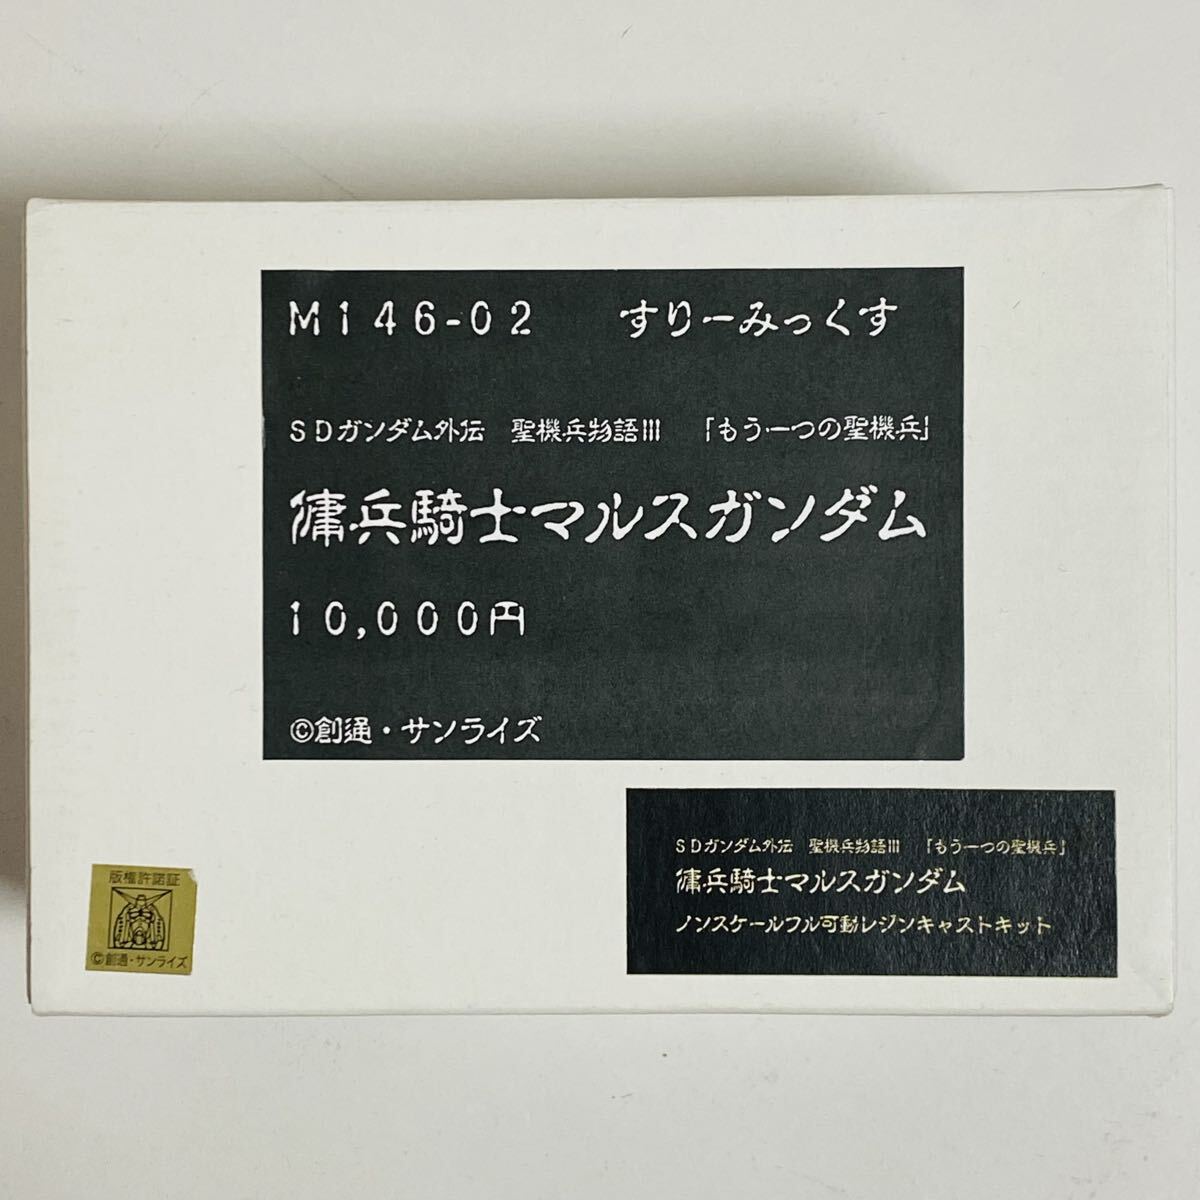 M146-02 すりーみっくす
SDガンダム外伝 聖機兵物語III 「もう一つの聖機兵」
傭兵騎士マルスガンダム
10,000円
©創通・サンライズ
SDガンダム外伝 聖機兵物語III 「もう一つの聖機兵」
傭兵騎士マルスガンダム
ノンスケールフル可動レジンキャストキット
版権許諾証
©創通・サンライズ